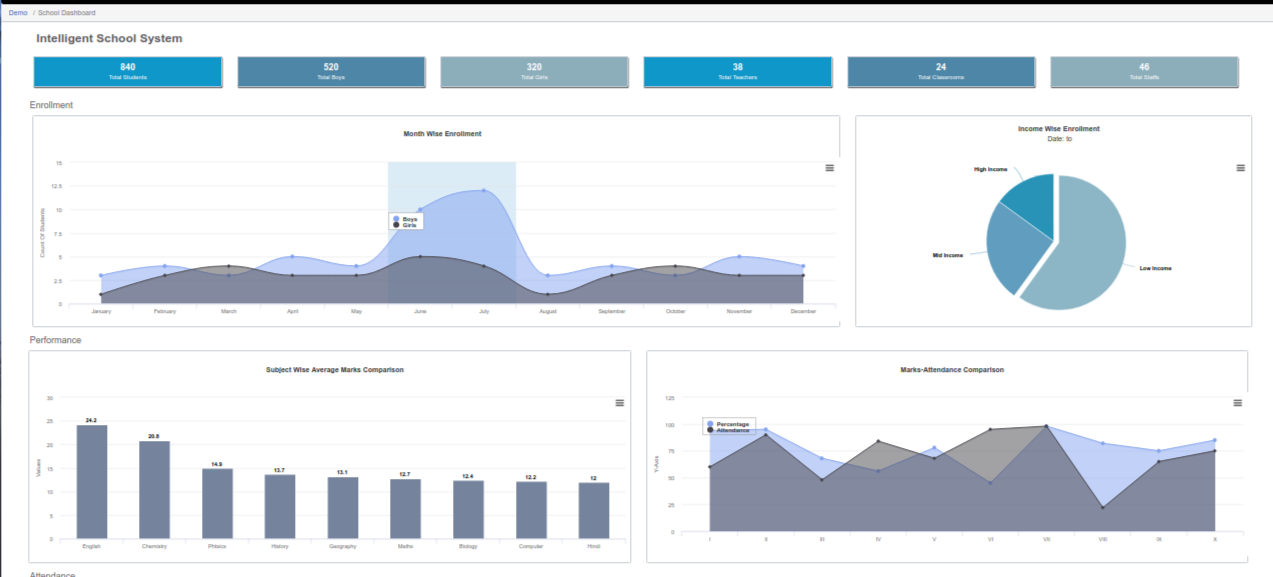 Demo / School Dashboard
Intelligent School System
840
Total Students
520
Total Boys
320
Total Girls
38
Total Teachers
24
Total Classrooms
46
Total Staffs
Enrollment
Month Wise Enrollment
Count Of Students
15
12.5
10
7.5
5
2.5
0
Boys
Girls
January February March April May June July August September October November December
Income Wise Enrollment
Date: to
High Income
Mid Income
Low Income
Performance
Subject Wise Average Marks Comparison
Values
30
25
20
15
10
5
0
24.2 20.8 14.9 13.7 13.1 12.7 12.4 12.2 12
English Chemistry Phisics History Geography Maths Biology Computer Hindi
Marks-Attendance Comparison
Y-Axis
125
100
75
50
25
0
Percentage
Attendance
I II III IV V VI VII VIII IX X
Attendance